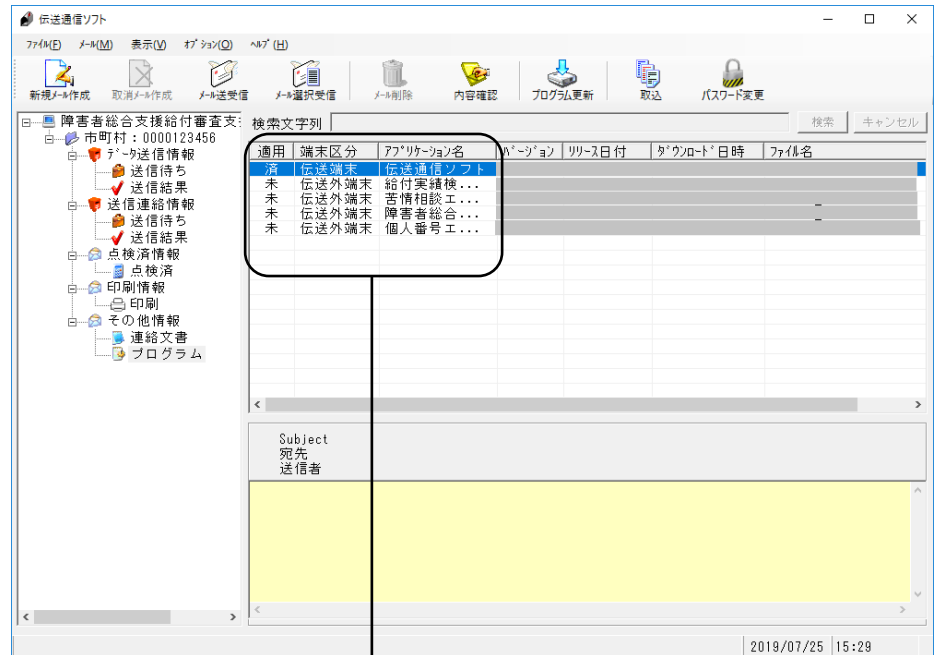 伝送通信ソフト
ﾌｧｲﾙ(F) ﾒｰﾙ(M) 表示(V) ｵﾌﾟｼｮﾝ(O) ﾍﾙﾌﾟ(H)
新規ﾒｰﾙ作成 取消ﾒｰﾙ作成 ﾒｰﾙ送受信 ﾒｰﾙ選択受信 ﾒｰﾙ削除 内容確認 プログラム更新 取込 パスワード変更
障害者総合支援給付審査支
市町村：0000123456
ﾃﾞｰﾀ送信情報
送信待ち
送信結果
送信連絡情報
送信待ち
送信結果
点検済情報
点検済
印刷情報
印刷
その他情報
連絡文書
プログラム
検索文字列 検索 キャンセル
適用 端末区分 ｱﾌﾟﾘｹｰｼｮﾝ名 ﾊﾞｰｼﾞｮﾝ ﾘﾘｰｽ日付 ﾀﾞｳﾝﾛｰﾄﾞ日時 ﾌｧｲﾙ名
済 伝送端末 伝送通信ソフト
未 伝送外端末 給付実績検...
未 伝送外端末 苦情相談エ...
未 伝送外端末 障害者総合...
未 伝送外端末 個人番号エ...
Subject
宛先
送信者
2019/07/25 15:29